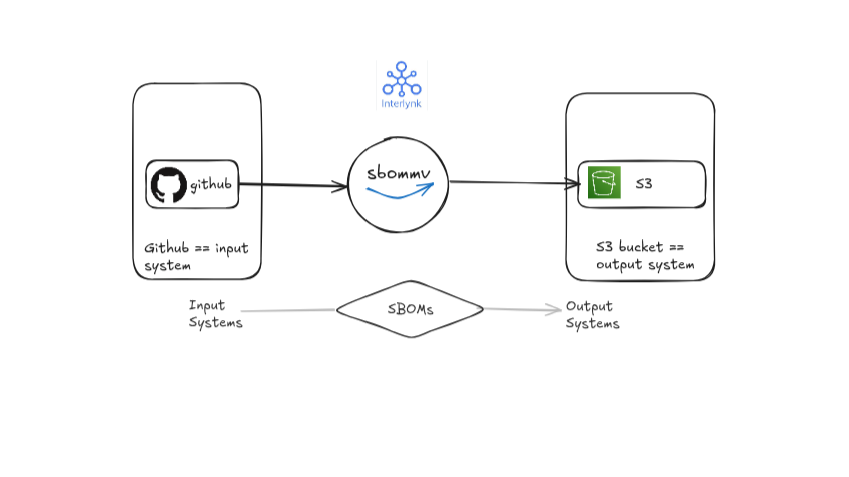 Interlynk
sbommv
github
S3
Github == input
system
S3 bucket ==
output system
Input
Systems
SBOMs
Output
Systems